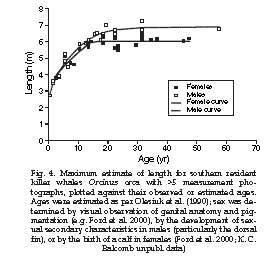 8
7
6
5
4
3
2
1
0
Length (m)
0 10 20 30 40 50 60 70
Age (yr)
Females
Males
Female curve
Male curve
Fig. 4. Maximum estimate of length for southern resident
killer whales Orcinus orca with >5 measurement pho-
tographs, plotted against their observed or estimated ages.
Ages were estimated as per Olesiuk et al. (1990); sex was de-
termined by visual observation of genital anatomy and pig-
mentation (e.g. Ford et al. 2000), by the development of sex-
ual secondary characteristics in males (particularly the dorsal
fin), or by the birth of a calf in females (Ford et al. 2000; K. C.
Balcomb unpubl. data)